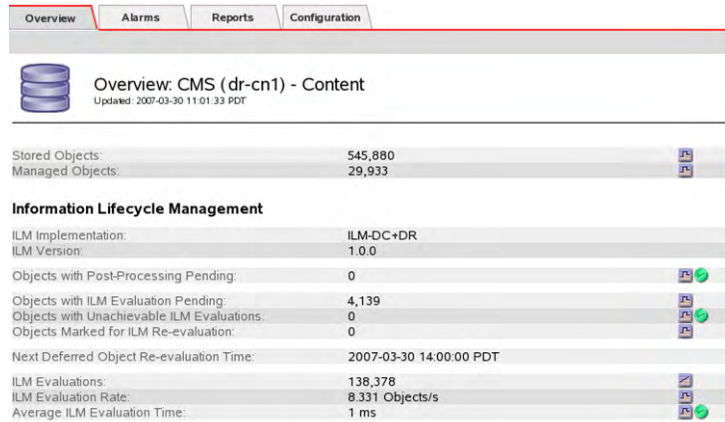 Overview Alarms Reports Configuration
Overview: CMS (dr-cn1) - Content
Updated: 2007-03-30 11:01:33 PDT
Stored Objects: 545,880
Managed Objects: 29,933
Information Lifecycle Management
ILM Implementation: ILM-DC+DR
ILM Version: 1.0.0
Objects with Post-Processing Pending: 0
Objects with ILM Evaluation Pending: 4,139
Objects with Unachievable ILM Evaluations: 0
Objects Marked for ILM Re-evaluation: 0
Next Deferred Object Re-evaluation Time: 2007-03-30 14:00:00 PDT
ILM Evaluations: 138,378
ILM Evaluation Rate: 8.331 Objects/s
Average ILM Evaluation Time: 1 ms